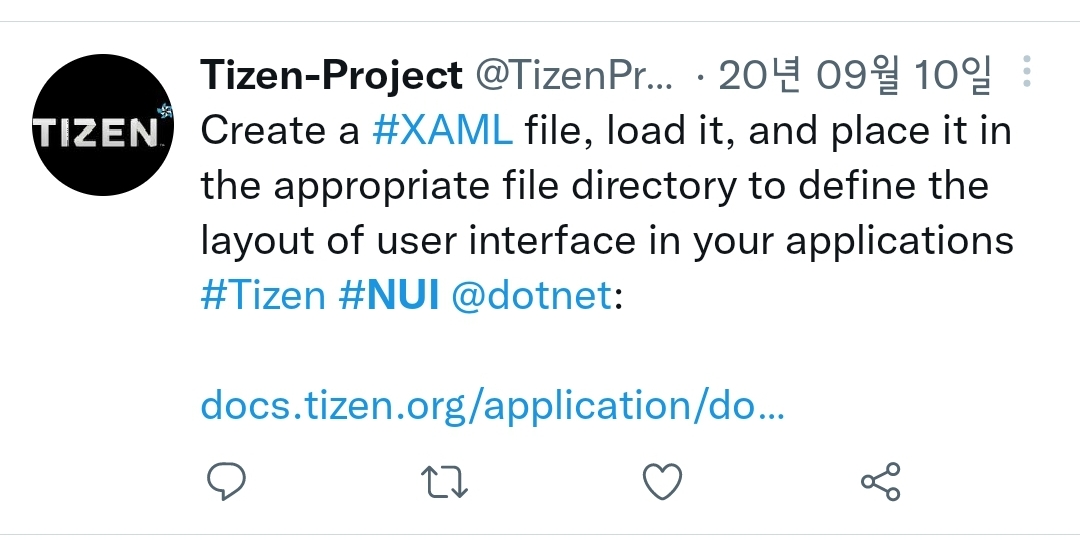 TIZEN
Tizen-Project @TizenPr... · 20년 09월 10일
Create a #XAML file, load it, and place it in
the appropriate file directory to define the
layout of user interface in your applications
#Tizen #NUI @dotnet:
docs.tizen.org/application/do...